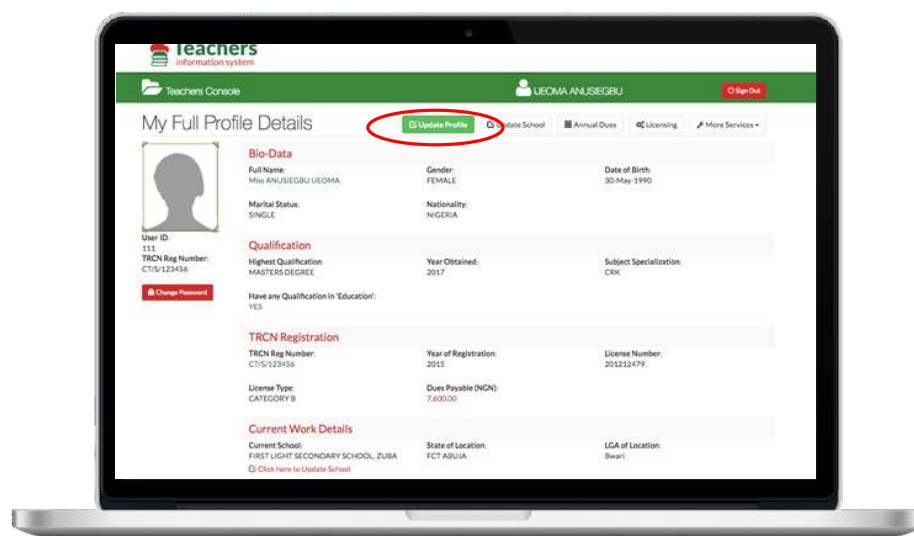 Teachers
information system
Teachers Console
IJEOMA ANUSIEGBU
Sign Out
My Full Profile Details
Update Profile
Update School
Annual Dues
Licensing
More Services
Bio-Data
Full Name: Gender: Date of Birth:
Miss ANUSIEGBU IJEOMA FEMALE 30-May-1990
Marital Status: Nationality:
SINGLE NIGERIA
User ID:
111
TRCN Reg Number:
CT/S/123456
Change Password
Qualification
Highest Qualification: Year Obtained: Subject Specialization:
MASTERS DEGREE 2017 CRK
Have any Qualification in 'Education':
YES
TRCN Registration
TRCN Reg Number: Year of Registration: License Number:
CT/S/123456 2015 201212479
License Type: Dues Payable (NGN):
CATEGORY B 7,600.00
Current Work Details
Current School: State of Location: LGA of Location:
FIRST LIGHT SECONDARY SCHOOL, ZUBA FCT ABUJA Bwari
Click here to Update School